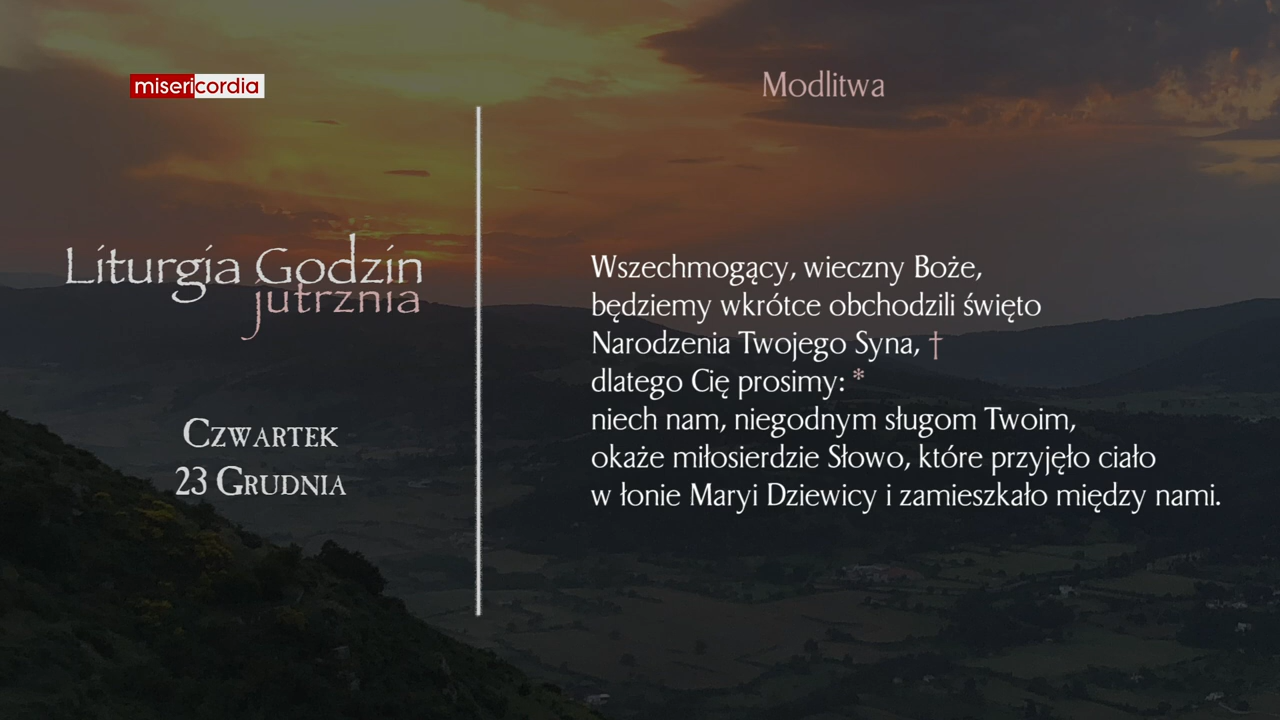 misericordia
Modlitwa
Liturgia Godzin
jutrznia
Czwartek
23 Grudnia
Wszechmogący, wieczny Boże,
będziemy wkrótce obchodzili święto
Narodzenia Twojego Syna, †
dlatego Cię prosimy: *
niech nam, niegodnym sługom Twoim,
okaże miłosierdzie Słowo, które przyjęło ciało
w łonie Maryi Dziewicy i zamieszkało między nami.